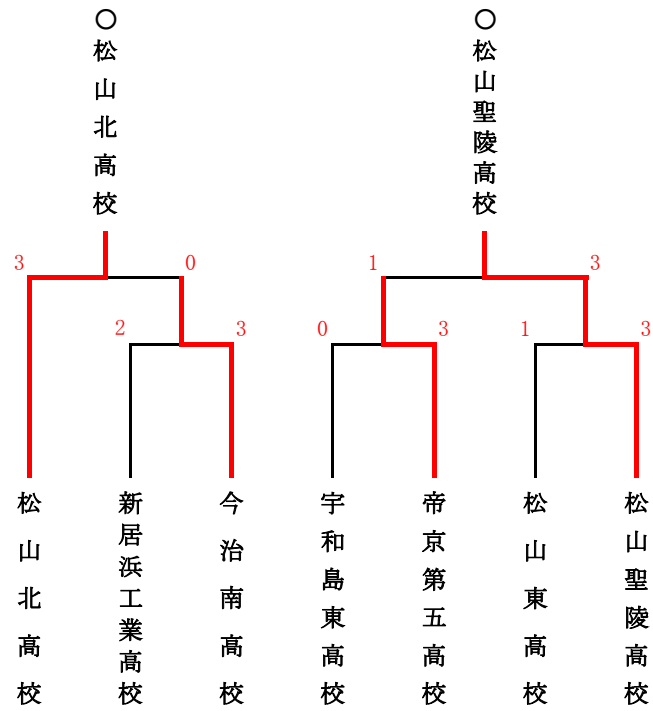 ○松山北高校
○松山聖陵高校
3
0
1
3
2
3
0
3
1
3
松山北高校
新居浜工業高校
今治南高校
宇和島東高校
帝京第五高校
松山東高校
松山聖陵高校